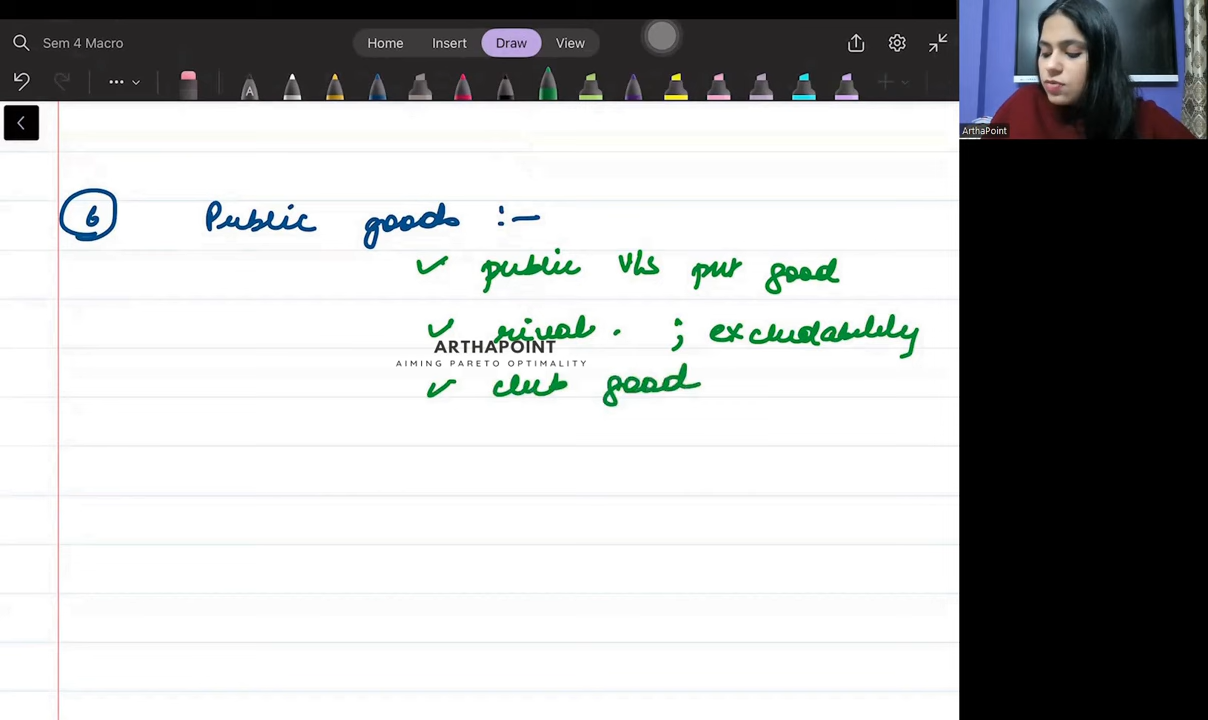 Sem 4 Macro
Home Insert Draw View
A
ArthaPoint
6 Public goods :-
✓ public v/s pvt good
✓ rival . ; excludability
ARTHAPOINT
AIMING PARETO OPTIMALITY
✓ club good